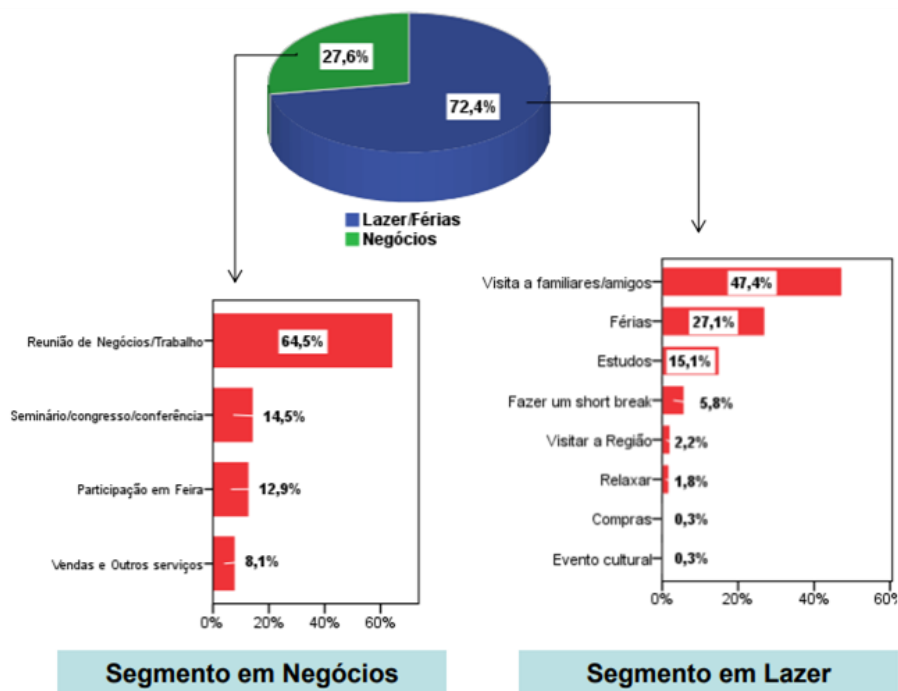 27,6%
72,4%
Lazer/Férias
Negócios
Reunião de Negócios/Trabalho
64,5%
Seminário/congresso/conferência
14,5%
Participação em Feira
12,9%
Vendas e Outros serviços
8,1%
0%
20%
40%
60%
Segmento em Negócios
Visita a familiares/amigos
47,4%
Férias
27,1%
Estudos
15,1%
Fazer um short break
5,8%
Visitar a Região
2,2%
Relaxar
1,8%
Compras
0,3%
Evento cultural
0,3%
0%
20%
40%
60%
Segmento em Lazer